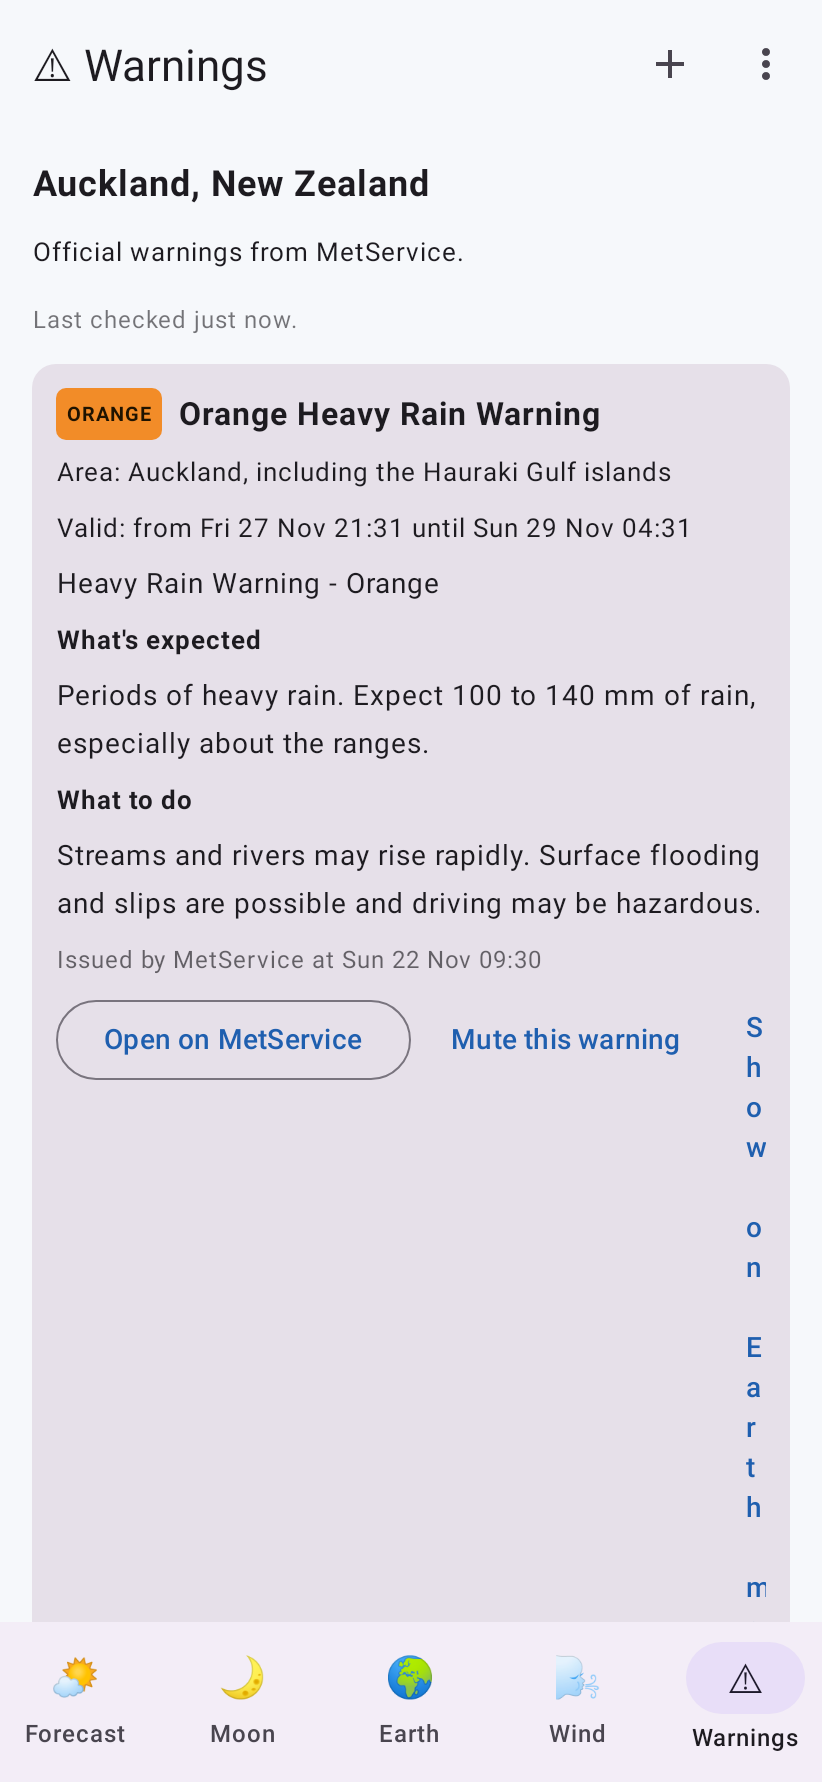 ⚠ Warnings
Auckland, New Zealand
Official warnings from MetService.
Last checked just now.
ORANGE Orange Heavy Rain Warning
Area: Auckland, including the Hauraki Gulf islands
Valid: from Fri 27 Nov 21:31 until Sun 29 Nov 04:31
Heavy Rain Warning - Orange
What's expected
Periods of heavy rain. Expect 100 to 140 mm of rain,
especially about the ranges.
What to do
Streams and rivers may rise rapidly. Surface flooding
and slips are possible and driving may be hazardous.
Issued by MetService at Sun 22 Nov 09:30
Open on MetService Mute this warning
S
h
o
w
o
n
E
a
r
t
h
m
Forecast Moon Earth Wind Warnings